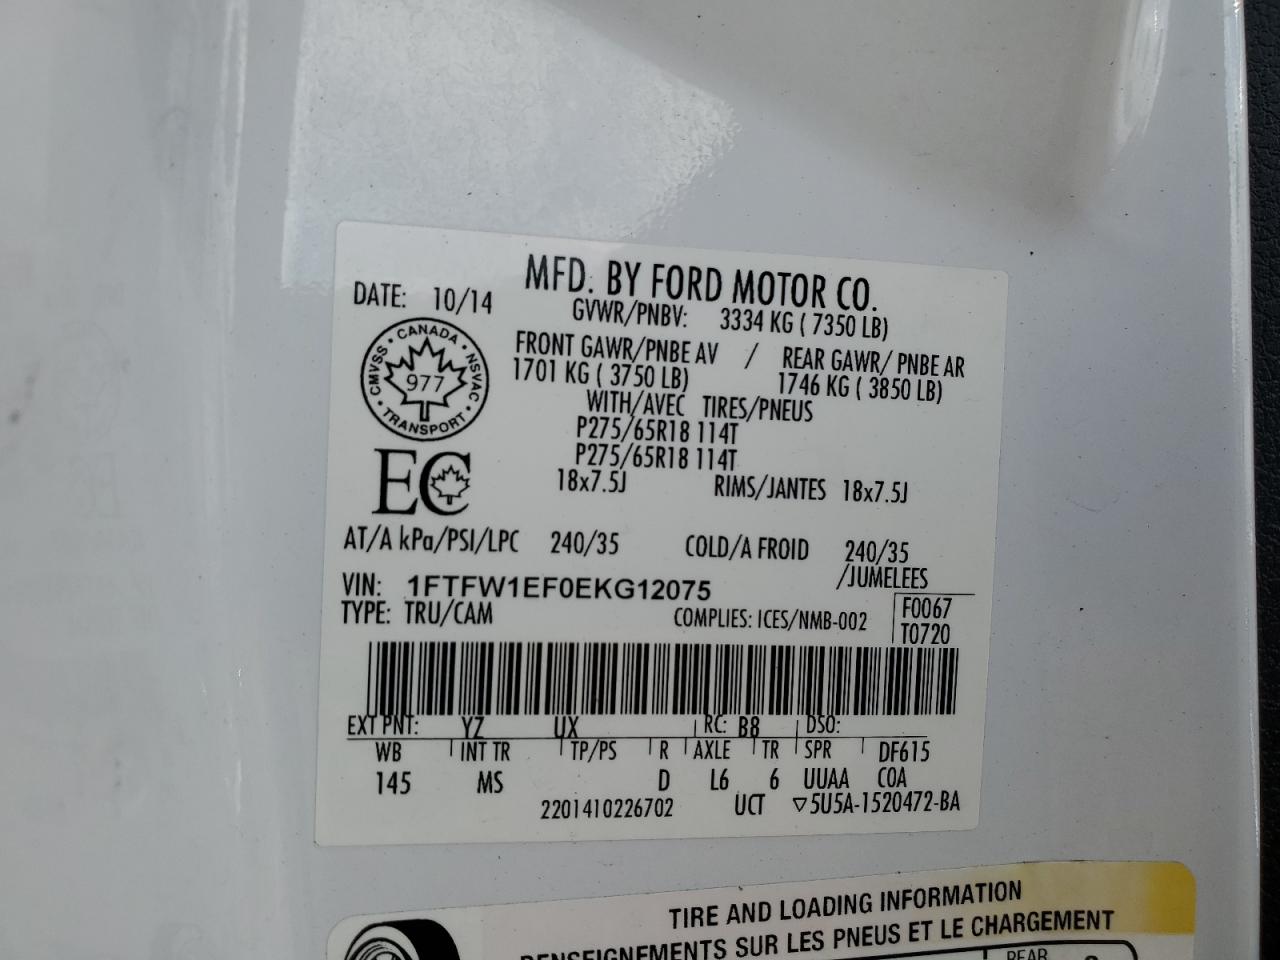 MFD. BY FORD MOTOR CO.
DATE: 10/14
GVWR/PNBV: 3334 KG ( 7350 LB)
FRONT GAWR/PNBE AV / REAR GAWR/ PNBE AR
1701 KG ( 3750 LB) 1746 KG ( 3850 LB)
WITH/AVEC TIRES/PNEUS
P275/65R18 114T
P275/65R18 114T
18x7.5J RIMS/JANTES 18x7.5J
CANADA • NSVAC • TRANSPORT • CMVSS •
977
EC
AT/A kPa/PSI/LPC 240/35 COLD/A FROID 240/35
/JUMELEES
VIN: 1FTFW1EF0EKG12075
TYPE: TRU/CAM COMPLIES: ICES/NMB-002
F0067
T0720
EXT PNT: YZ UX RC: B8 DSO:
WB INT TR TP/PS R AXLE TR SPR DF615
145 MS D L6 6 UUAA COA
2201410226702 UCT ▽5U5A-1520472-BA
TIRE AND LOADING INFORMATION
RENSEIGNEMENTS SUR LES PNEUS ET LE CHARGEMENT
REAR